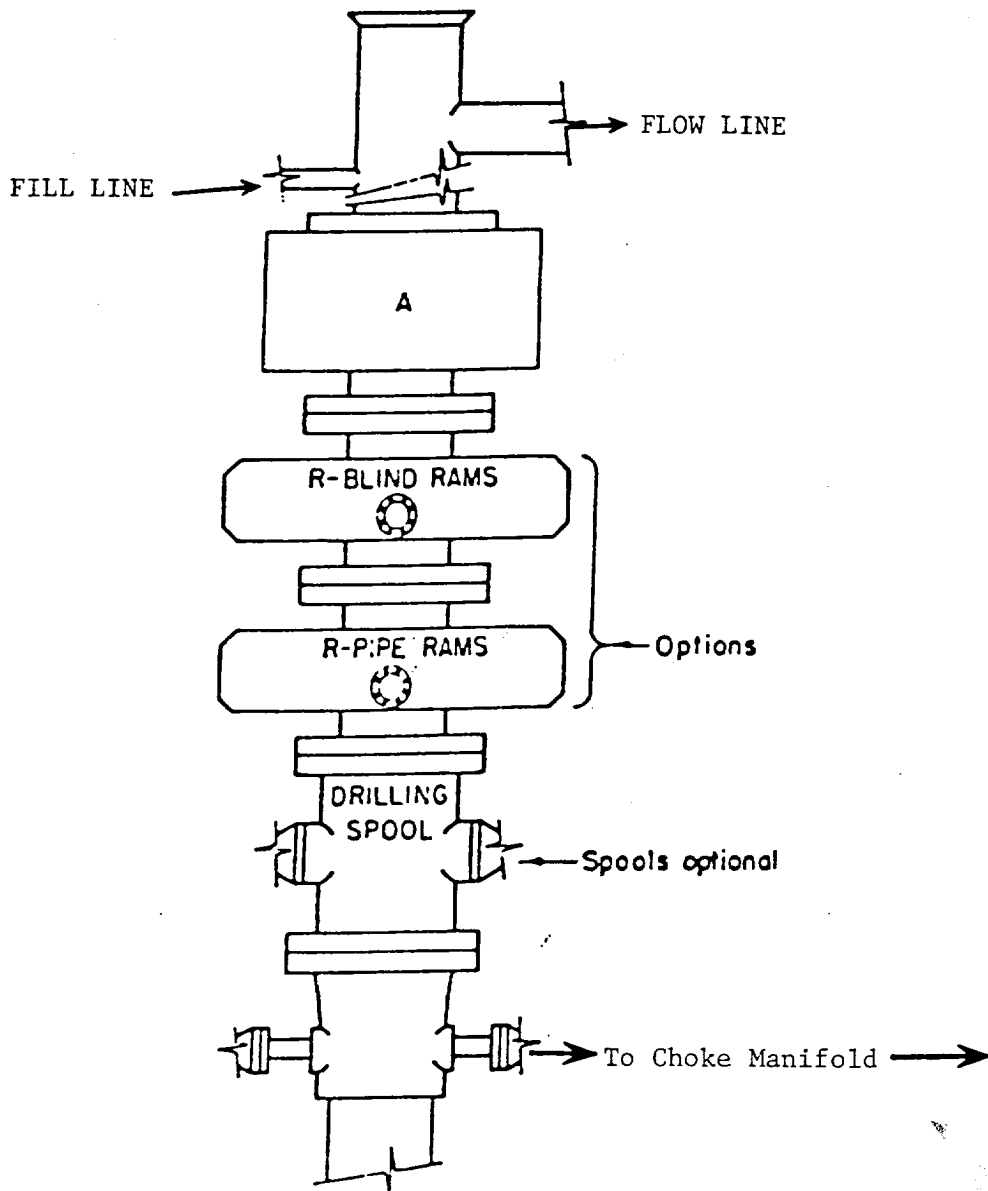 FLOW LINE
FILL LINE
A
R-BLIND RAMS
R-PIPE RAMS
Options
DRILLING
SPOOL
Spools optional
To Choke Manifold